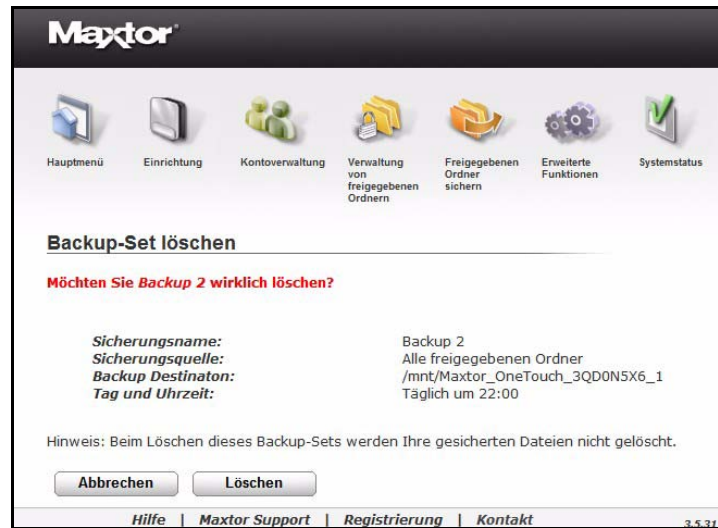 Maxtor
Hauptmenü
Einrichtung
Kontoverwaltung
Verwaltung
von
freigegebenen
Ordnern
Freigegebenen
Ordner
sichern
Erweiterte
Funktionen
Systemstatus
Backup-Set löschen
Möchten Sie Backup 2 wirklich löschen?
Sicherungsname: Backup 2
Sicherungsquelle: Alle freigegebenen Ordner
Backup Destinaton: /mnt/Maxtor_OneTouch_3QD0N5X6_1
Tag und Uhrzeit: Täglich um 22:00
Hinweis: Beim Löschen dieses Backup-Sets werden Ihre gesicherten Dateien nicht gelöscht.
Abbrechen Löschen
Hilfe | Maxtor Support | Registrierung | Kontakt 3.5.31